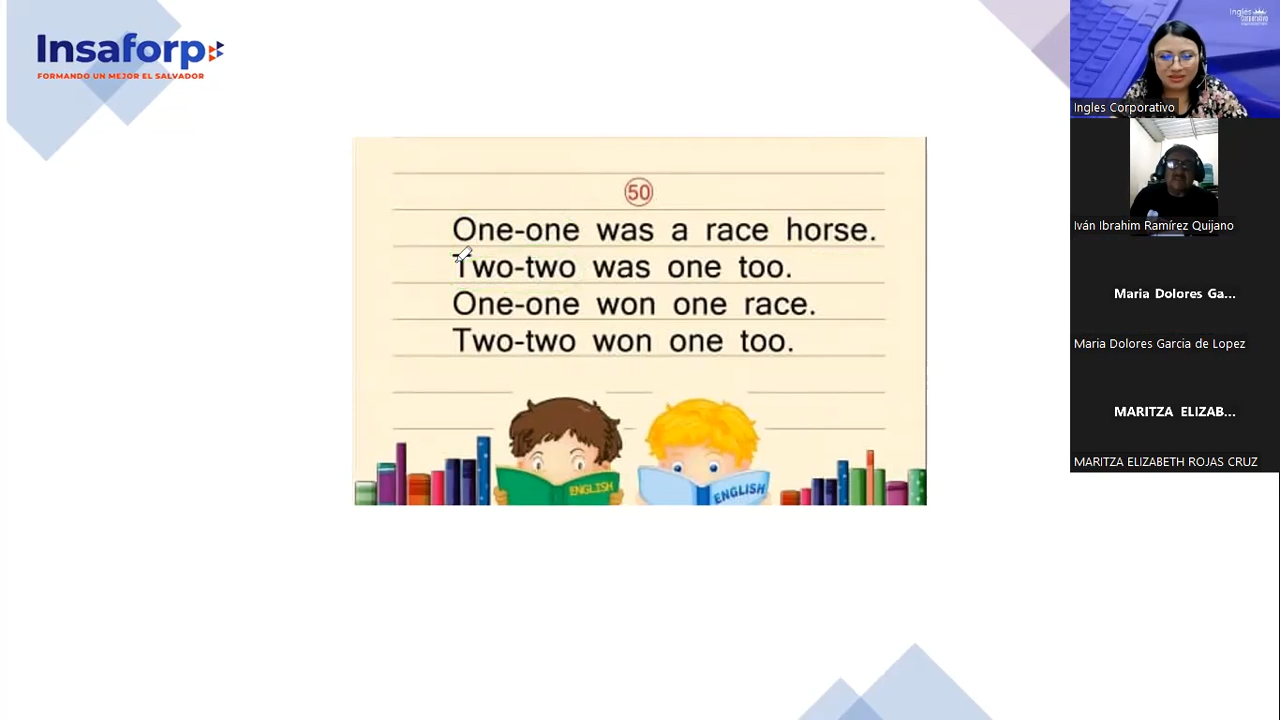 Insaforp
FORMANDO UN MEJOR EL SALVADOR
50
One-one was a race horse.
Two-two was one too.
One-one won one race.
Two-two won one too.
ENGLISH
ENGLISH
Inglés
Corporativo
Ingles Corporativo
Iván Ibrahim Ramírez Quijano
Maria Dolores Ga...
Maria Dolores Garcia de Lopez
MARITZA ELIZAB...
MARITZA ELIZABETH ROJAS CRUZ